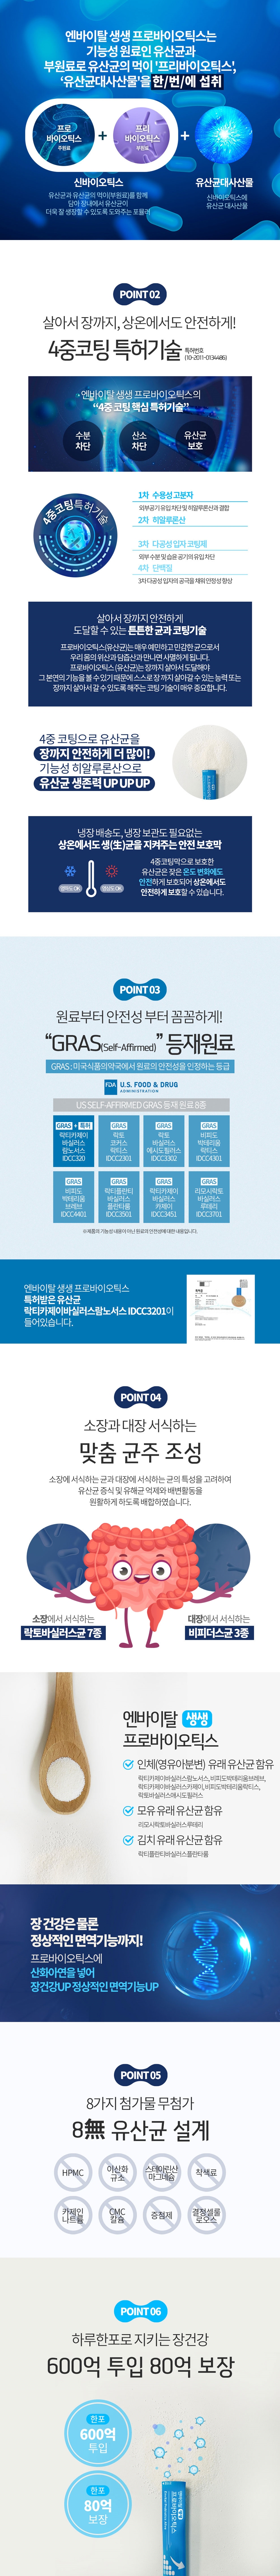 엔바이탈 생생 프로바이오틱스는
기능성 원료인 유산균과
부원료로 유산균의 먹이 '프리바이오틱스',
'유산균대사산물'을 한/번/에 섭취
프로
바이오틱스
주원료
+
프리
바이오틱스
부원료
+
신바이오틱스
유산균과 유산균의 먹이(부원료)를 함께
담아 장내에서 유산균이
더욱 잘 생장할 수 있도록 도와주는 포뮬러
유산균대사산물
신바이오틱스에
유산균 대사산물
POINT 02
살아서 장까지, 상온에서도 안전하게!
4중코팅 특허기술 특허번호
(10-2011-0134486)
엔바이탈 생생 프로바이오틱스의
"4중 코팅 핵심 특허기술"
수분
차단
산소
차단
유산균
보호
4중코팅특허기술
1차 수용성 고분자
외부공기 유입 차단 및 히알루론산과 결합
2차 히알루론산
3차 다공성 입자 코팅제
외부 수분 및 습윤 공기의 유입 차단
4차 단백질
3차 다공성 입자의 공극을 채워 안정성 향상
살아서 장까지 안전하게
도달할 수 있는 튼튼한 균과 코팅기술
프로바이오틱스(유산균)는 매우 예민하고 민감한 균으로서
우리 몸의 위산과 담즙산과 만나면 사멸하게 됩니다.
프로바이오틱스 (유산균)는 장까지 살아서 도달해야
그 본연의 기능을 볼 수 있기 때문에 스스로 장 까지 살아갈 수 있는 능력 또는
장까지 살아서 갈 수 있도록 해주는 코팅 기술이 매우 중요합니다.
4중 코팅으로 유산균을
장까지 안전하게 더 많이!
기능성 히알루론산으로
유산균 생존력 UP UP UP
냉장 배송도, 냉장 보관도 필요없는
상온에서도 생(生)균을 지켜주는 안전 보호막
영하도 OK
영상도 OK
4중코팅막으로 보호한
유산균은 잦은 온도 변화에도
안전하게 보호되어 상온에서도
안전하게 보호할 수 있습니다.
POINT 03
원료부터 안전성 부터 꼼꼼하게!
"GRAS(Self-Affirmed)" 등재원료
GRAS : 미국식품의약국에서 원료의 안전성을 인정하는 등급
FDA U.S. FOOD & DRUG
ADMINISTRATION
US SELF-AFFIRMED GRAS 등재 원료 8종
GRAS + 특허
락티카제이
바실러스
람노서스
IDCC3201
GRAS
락토
코커스
락티스
IDCC2301
GRAS
락토
바실러스
에시도필러스
IDCC3302
GRAS
비피도
박테리움
락티스
IDCC4301
GRAS
비피도
박테리움
브레브
IDCC4401
GRAS
락티플란티
바실러스
플란타룸
IDCC3501
GRAS
락티카제이
바실러스
카제이
IDCC3451
GRAS
리모시락토
바실러스
루테리
IDCC3701
※제품의 기능성 내용이 아닌 원료의 안전성에 대한 내용입니다.
엔바이탈 생생 프로바이오틱스
특허받은 유산균
락티카제이바실러스람노서스 IDCC3201이
들어있습니다.
POINT 04
소장과 대장 서식하는
맞춤 균주 조성
소장에 서식하는 균과 대장에 서식하는 균의 특성을 고려하여
유산균 증식 및 유해균 억제와 배변활동을
원활하게 하도록 배합하였습니다.
소장에서 서식하는
락토바실러스균 7종
대장에서 서식하는
비피더스균 3종
엔바이탈 생생
프로바이오틱스
인체(영유아분변) 유래 유산균 함유
락티카제이바실러스람노서스, 비피도박테리움브레브,
락티카제이바실러스카제이, 비피도박테리움락티스,
락토바실러스애시도필러스
모유 유래 유산균 함유
리모시락토바실러스루테리
김치 유래 유산균 함유
락티플란티바실러스플란타룸
장 건강은 물론
정상적인 면역기능까지!
프로바이오틱스에
산화아연을 넣어
장건강UP 정상적인 면역기능UP
POINT 05
8가지 첨가물 무첨가
8無 유산균 설계
HPMC
이산화
규소
스테아린산
마그네슘
착색료
카제인
나트륨
CMC
칼슘
증점제
결정셀룰
로오스
POINT 06
하루한포로 지키는 장건강
600억 투입 80억 보장
한포
600억
투입
한포
80억
보장
엔바이탈 생생
프로바이오틱스